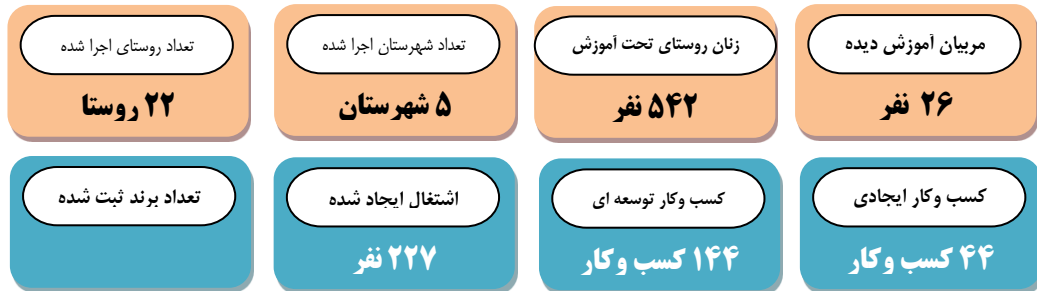 مربیان آموزش دیده
۲۶ نفر
زنان روستای تحت آموزش
۵۴۲ نفر
تعداد شهرستان اجرا شده
۵ شهرستان
تعداد روستای اجرا شده
۲۲ روستا
کسب وکار ایجادی
۴۴ کسب وکار
کسب وکار توسعه ای
۱۴۴ کسب وکار
اشتغال ایجاد شده
۲۲۷ نفر
تعداد برند ثبت شده